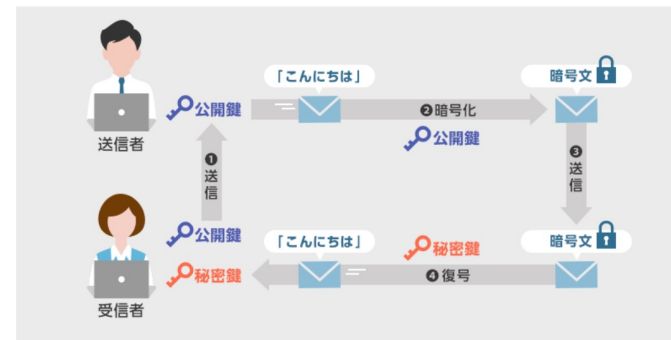 「こんにちは」
暗号文
公開鍵
❷暗号化
公開鍵
送信者
❶送信
❸送信
公開鍵
「こんにちは」
秘密鍵
暗号文
秘密鍵
❹復号
受信者